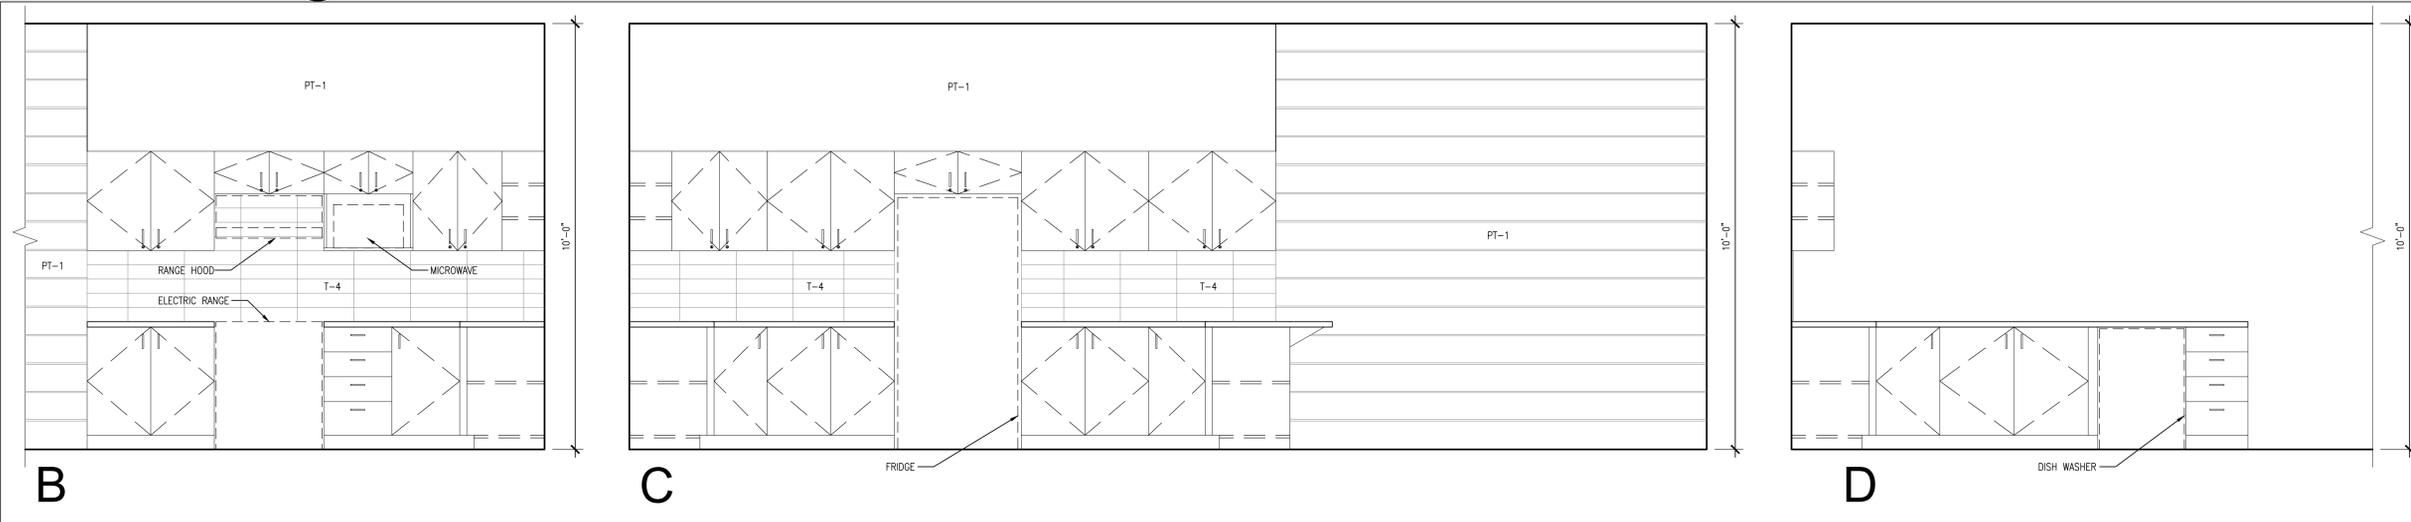 PT-1
RANGE HOOD
MICROWAVE
PT-1
ELECTRIC RANGE
T-4
10'-0"
B
PT-1
PT-1
T-4
T-4
FRIDGE
10'-0"
C
DISH WASHER
10'-0"
D